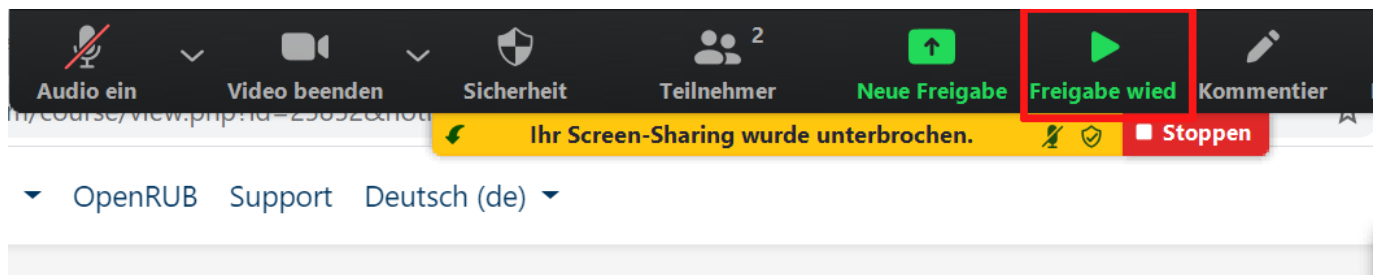 2
Audio ein Video beenden Sicherheit Teilnehmer Neue Freigabe Freigabe wied Kommentier
Ihr Screen-Sharing wurde unterbrochen. Stoppen
OpenRUB Support Deutsch (de)